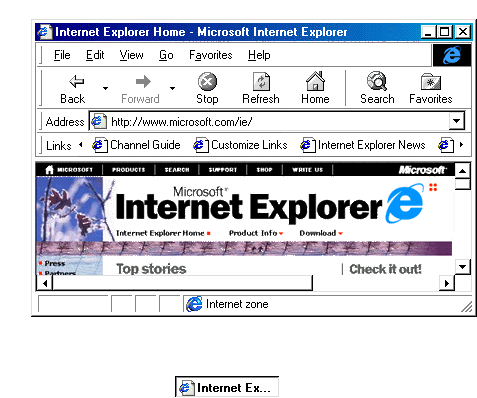 Internet Explorer Home - Microsoft Internet Explorer
File Edit View Go Favorites Help
Back Forward Stop Refresh Home Search Favorites
Address http://www.microsoft.com/ie/
Links Channel Guide Customize Links Internet Explorer News
MICROSOFT PRODUCTS SEARCH SUPPORT SHOP WRITE US Microsoft
Microsoft
Internet Explorer
Internet Explorer Home Product Info Download
Press
Partners
Top stories Check it out!
Internet zone
Internet Ex...